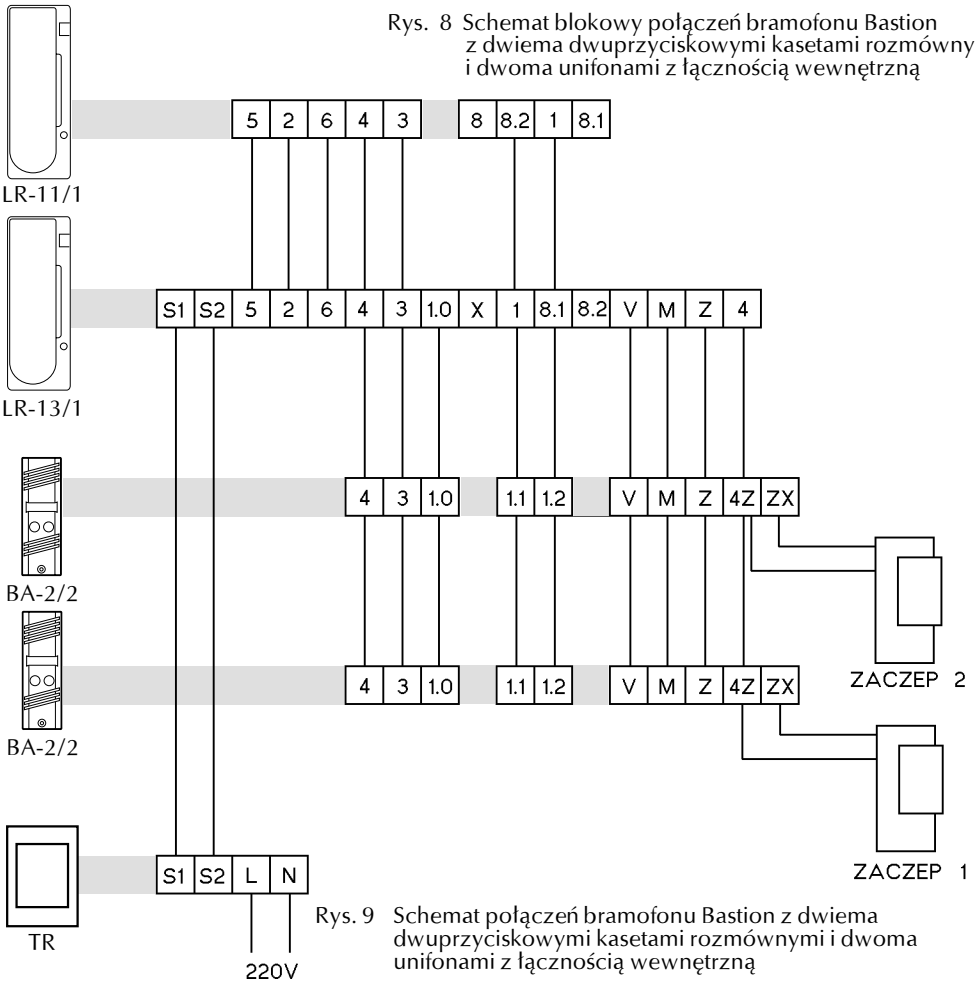 Rys. 8 Schemat blokowy połączeń bramofonu Bastion
z dwiema dwuprzyciskowymi kasetami rozmówny
i dwoma unifonami z łącznością wewnętrzną
5 2 6 4 3 8 8.2 1 8.1
LR-11/1
S1 S2 5 2 6 4 3 1.0 X 1 8.1 8.2 V M Z 4
LR-13/1
4 3 1.0 1.1 1.2 V M Z 4Z ZX
BA-2/2
ZACZEP 2
4 3 1.0 1.1 1.2 V M Z 4Z ZX
BA-2/2
ZACZEP 1
S1 S2 L N
TR
220V
Rys. 9 Schemat połączeń bramofonu Bastion z dwiema
dwuprzyciskowymi kasetami rozmównymi i dwoma
unifonami z łącznością wewnętrzną